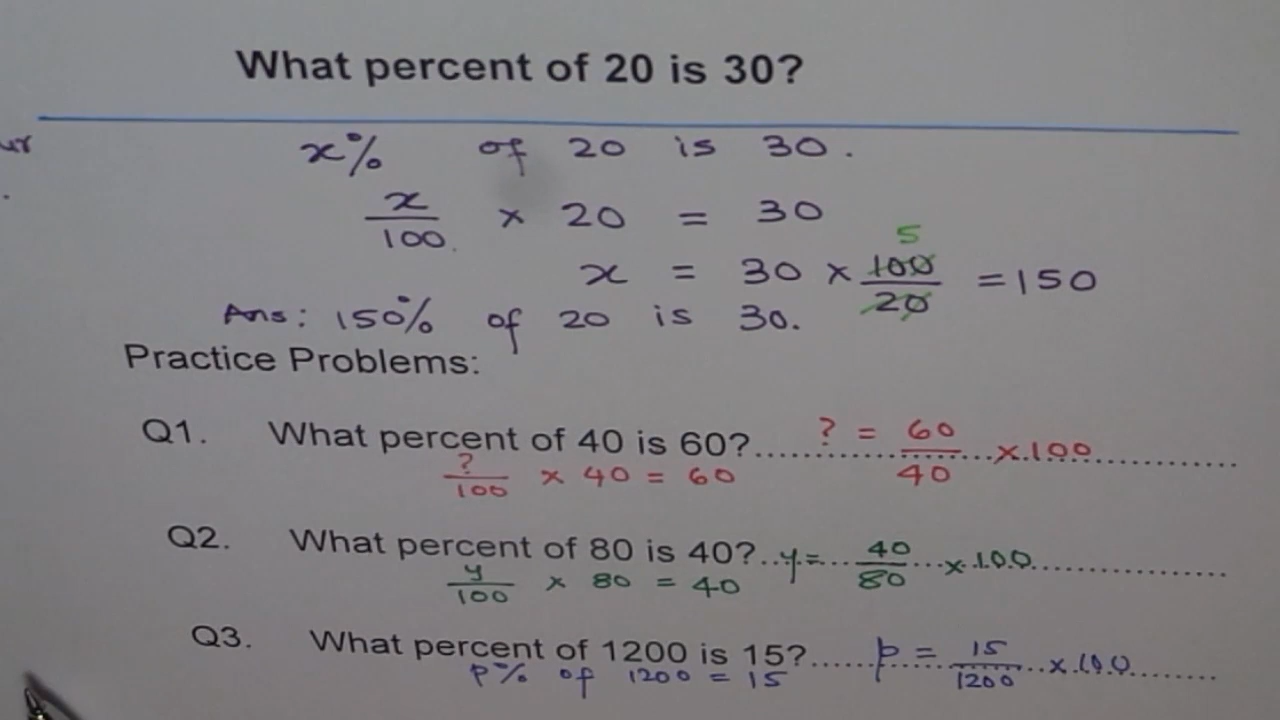 What percent of 20 is 30?
x% of 20 is 30.
x/100 × 20 = 30
x = 30 × 100/20 = 150
5
Ans: 150% of 20 is 30.
Practice Problems:
Q1. What percent of 40 is 60?.......? = 60/40 × 100..............
?/100 × 40 = 60
Q2. What percent of 80 is 40?...y = 40/80 × 100.................
y/100 × 80 = 40
Q3. What percent of 1200 is 15?......p = 15/1200 × 100.........
p% of 1200 = 15